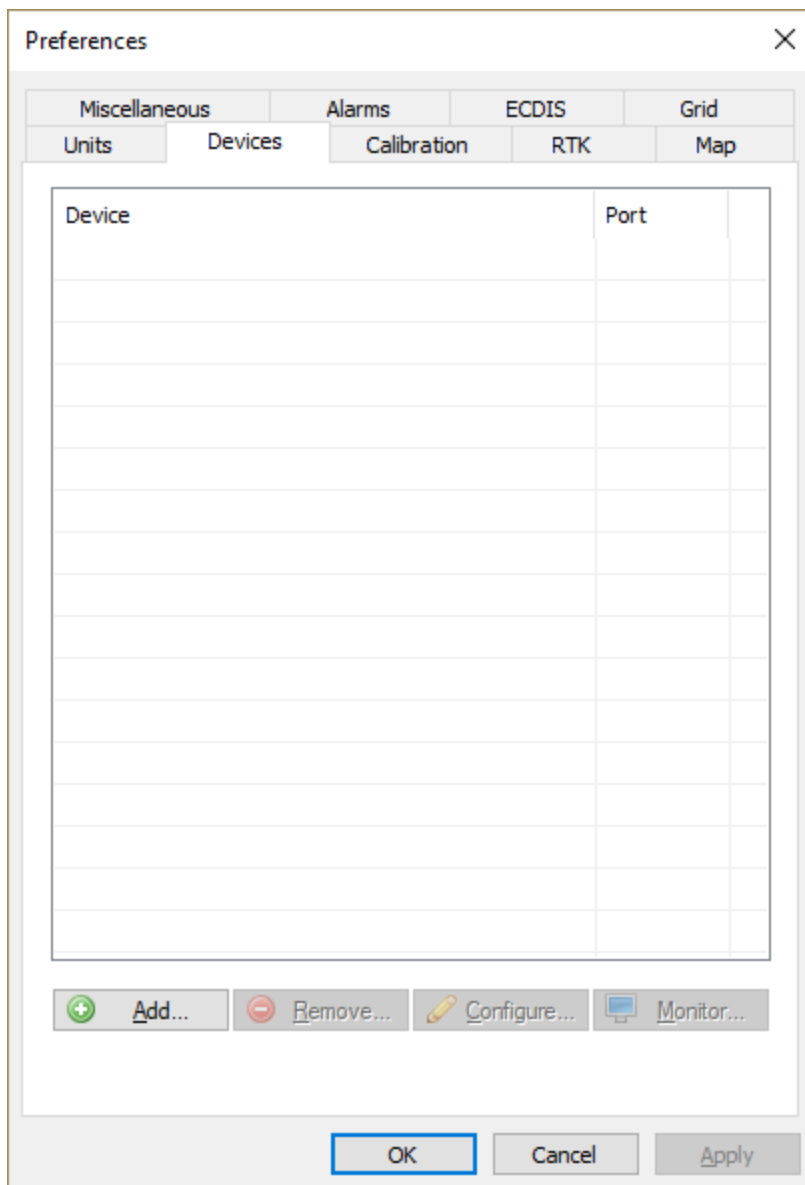 Preferences
Miscellaneous Alarms ECDIS Grid
Units Devices Calibration RTK Map
Device Port
Add... Remove... Configure... Monitor...
OK Cancel Apply